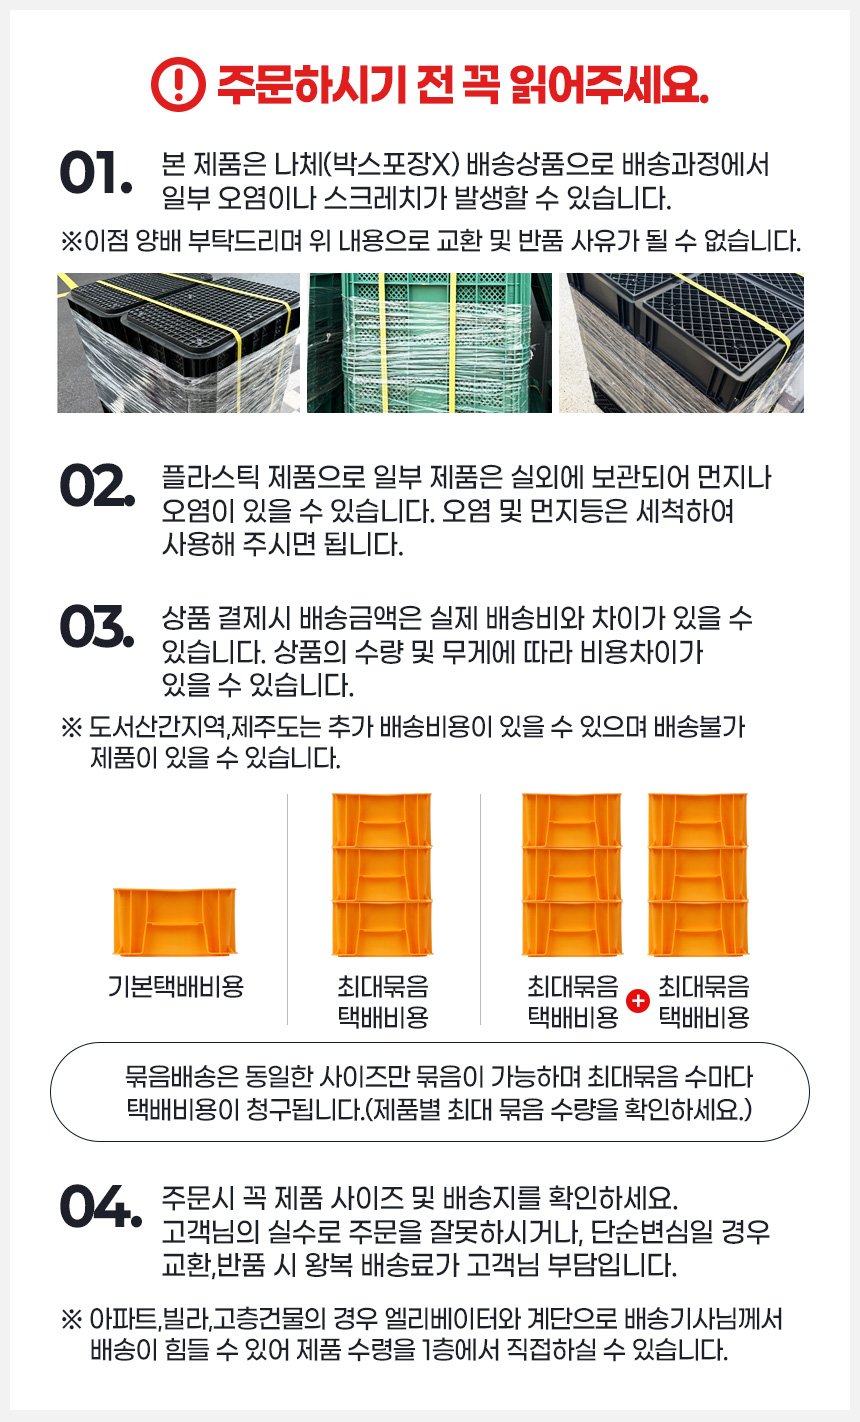 주문하시기 전 꼭 읽어주세요.
01. 본 제품은 나체(박스포장X) 배송상품으로 배송과정에서
일부 오염이나 스크레치가 발생할 수 있습니다.
※이점 양배 부탁드리며 위 내용으로 교환 및 반품 사유가 될 수 없습니다.
02. 플라스틱 제품으로 일부 제품은 실외에 보관되어 먼지나
오염이 있을 수 있습니다. 오염 및 먼지등은 세척하여
사용해 주시면 됩니다.
03. 상품 결제시 배송금액은 실제 배송비와 차이가 있을 수
있습니다. 상품의 수량 및 무게에 따라 비용차이가
있을 수 있습니다.
※ 도서산간지역,제주도는 추가 배송비용이 있을 수 있으며 배송불가
제품이 있을 수 있습니다.
기본택배비용
최대묶음
택배비용
최대묶음
택배비용
+
최대묶음
택배비용
묶음배송은 동일한 사이즈만 묶음이 가능하며 최대묶음 수마다
택배비용이 청구됩니다.(제품별 최대 묶음 수량을 확인하세요.)
04. 주문시 꼭 제품 사이즈 및 배송지를 확인하세요.
고객님의 실수로 주문을 잘못하시거나, 단순변심일 경우
교환,반품 시 왕복 배송료가 고객님 부담입니다.
※ 아파트,빌라,고층건물의 경우 엘리베이터와 계단으로 배송기사님께서
배송이 힘들 수 있어 제품 수령을 1층에서 직접하실 수 있습니다.